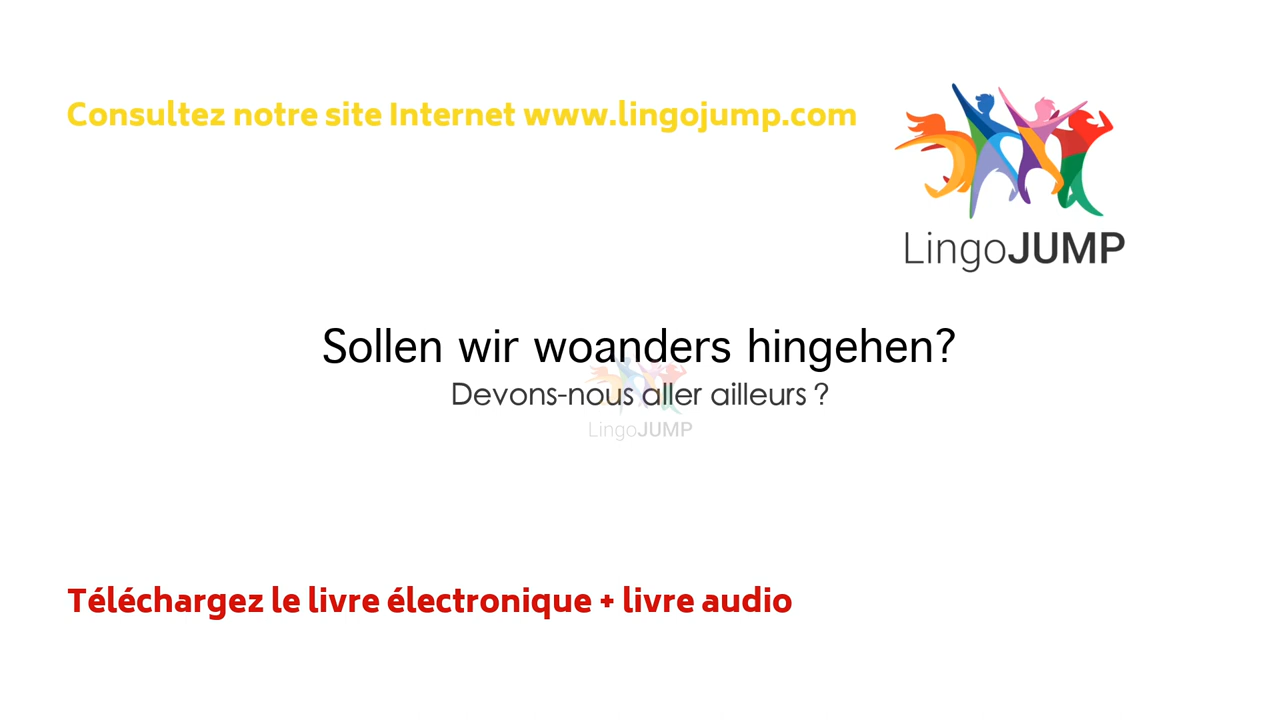 Consultez notre site Internet www.lingojump.com
LingoJUMP
Sollen wir woanders hingehen?
Devons-nous aller ailleurs ?
LingoJUMP
Téléchargez le livre électronique + livre audio